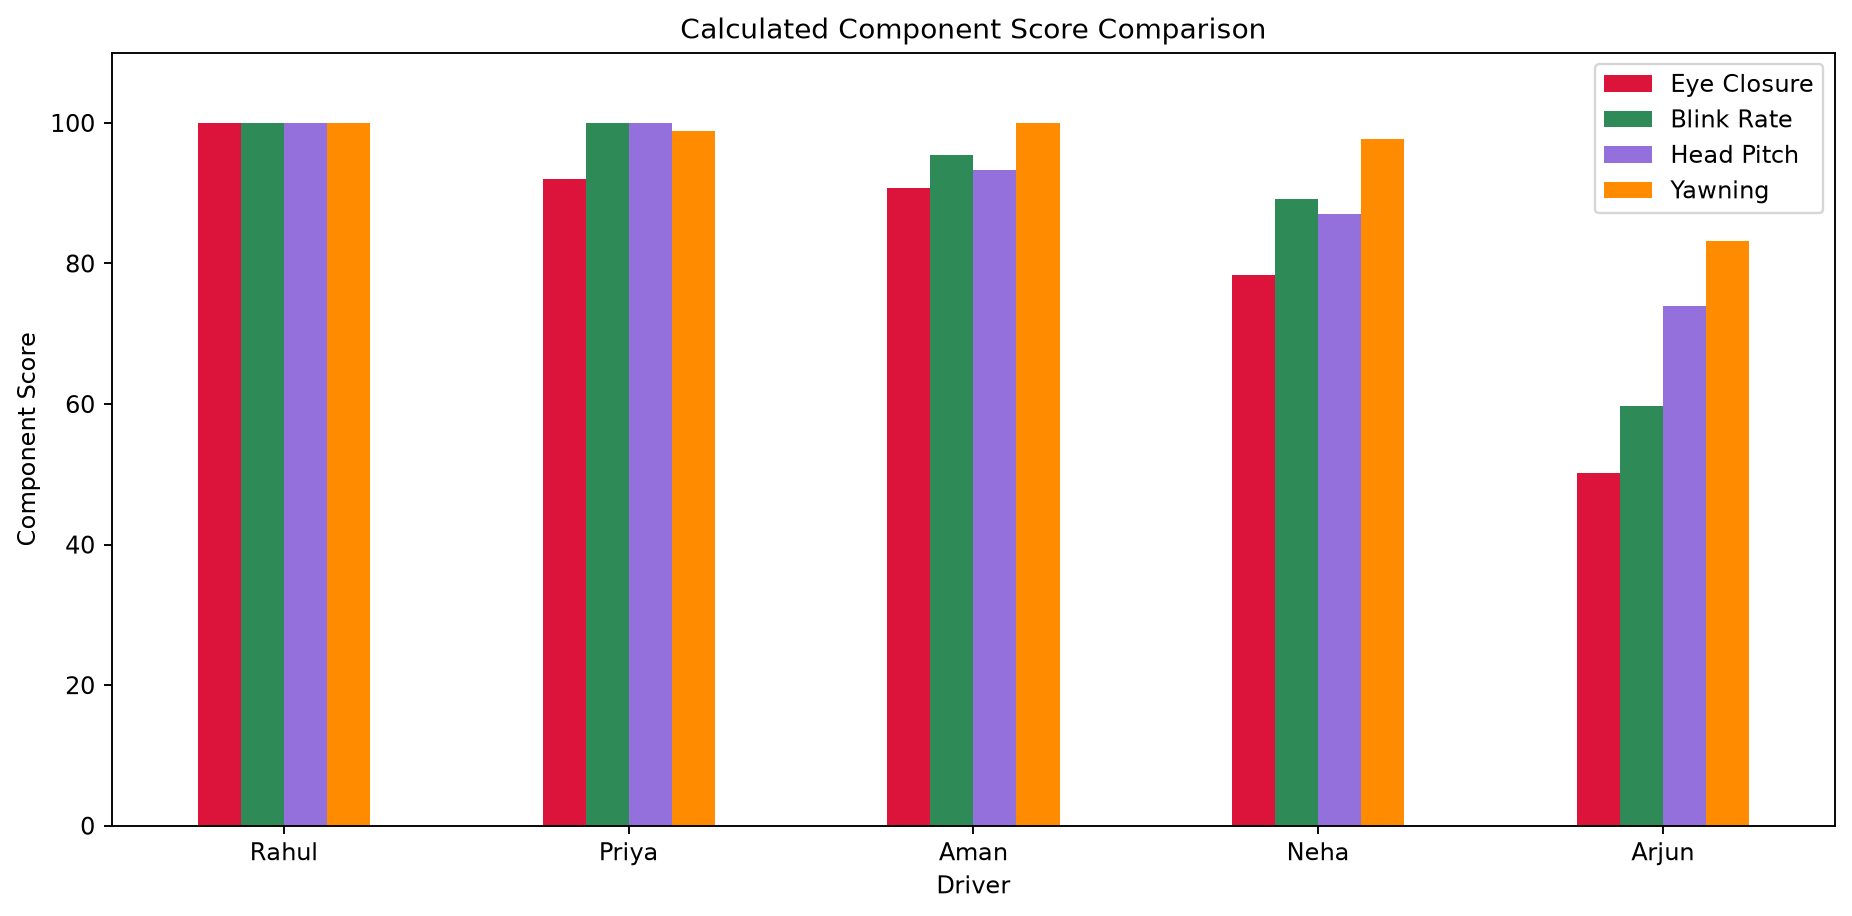 Calculated Component Score Comparison
Eye Closure
Blink Rate
Head Pitch
Yawning
Component Score
100
80
60
40
20
0
Rahul Priya Aman Neha Arjun
Driver